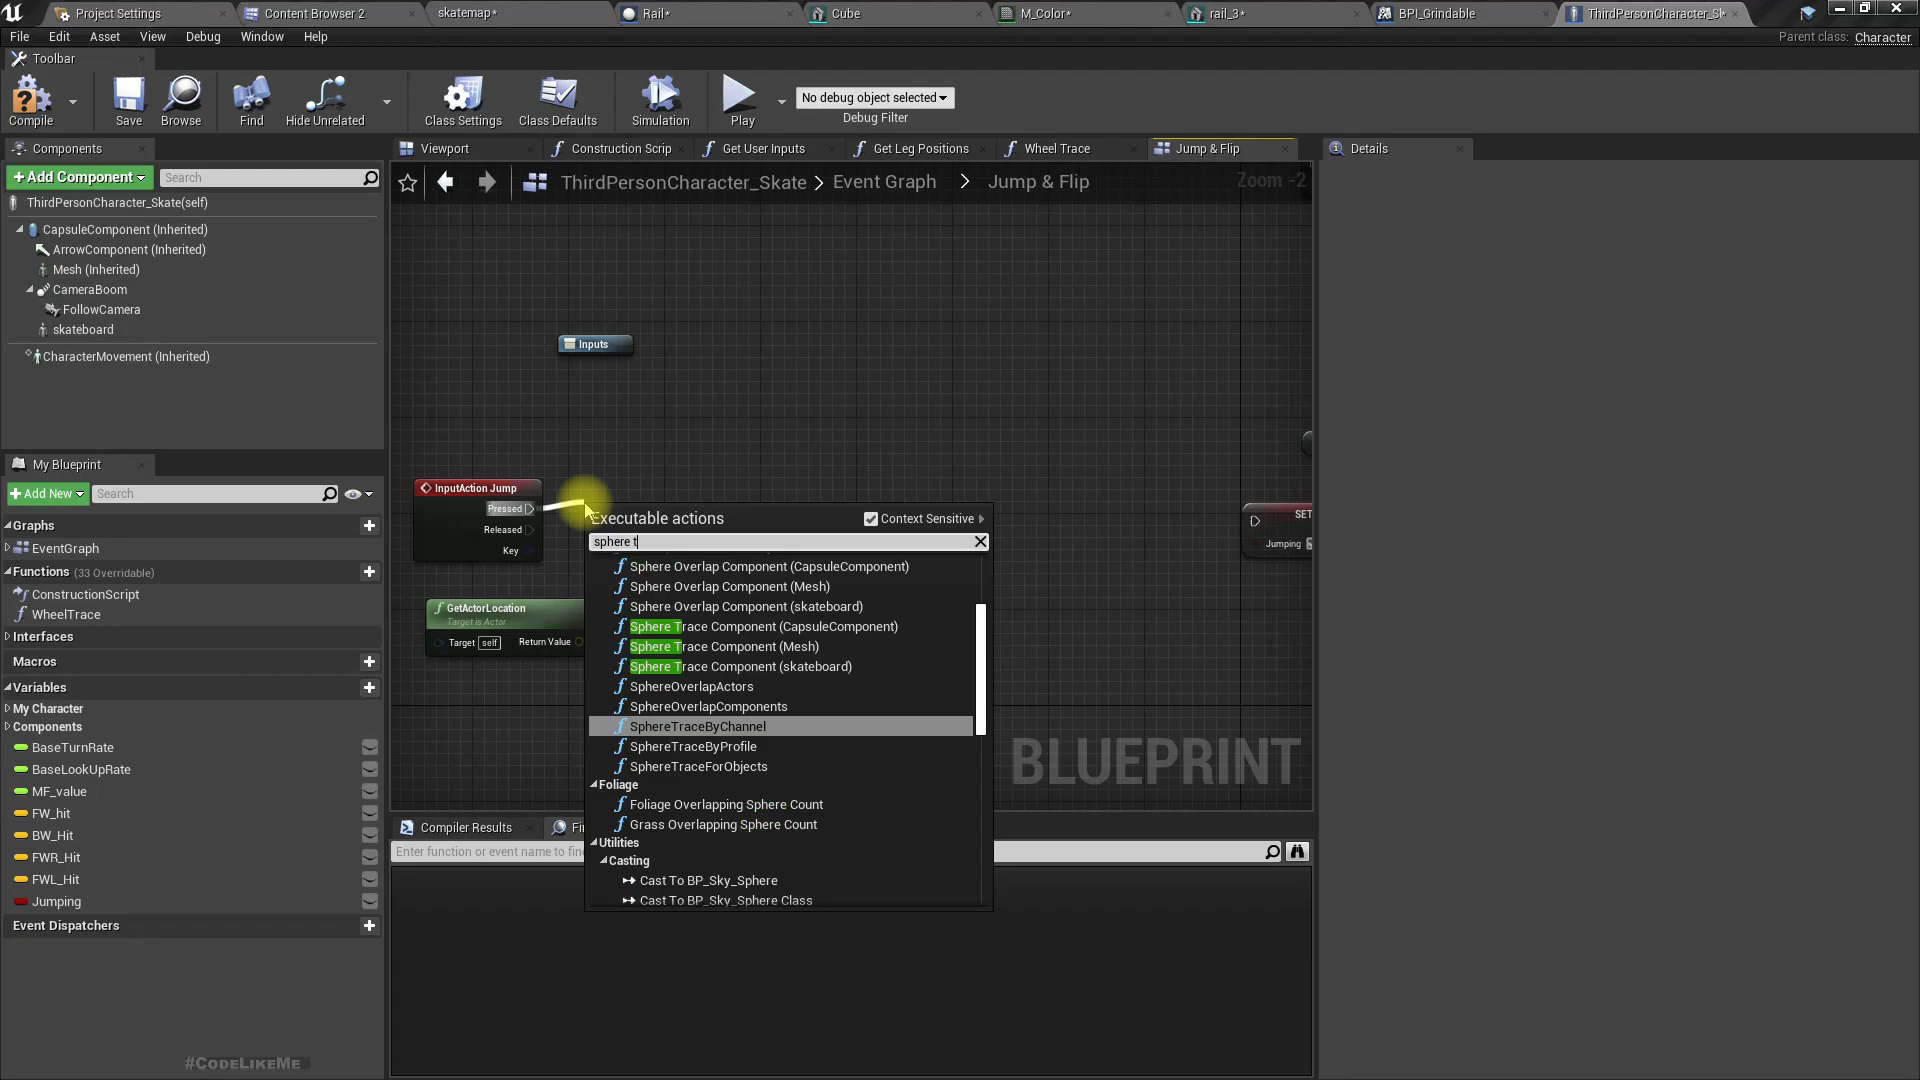 Project Settings
Content Browser 2
skatemap*
Rail*
Cube
M_Color*
rail_3*
BPI_Grindable
ThirdPersonCharacter_Sk*
File Edit Asset View Debug Window Help
Parent class: Character
Toolbar
Compile
Save
Browse
Find
Hide Unrelated
Class Settings
Class Defaults
Simulation
Play
No debug object selected
Debug Filter
Components
+Add Component
Search
ThirdPersonCharacter_Skate(self)
CapsuleComponent (Inherited)
ArrowComponent (Inherited)
Mesh (Inherited)
CameraBoom
FollowCamera
skateboard
CharacterMovement (Inherited)
My Blueprint
+Add New
Search
Graphs
EventGraph
Functions (33 Overridable)
ConstructionScript
WheelTrace
Interfaces
Macros
Variables
My Character
Components
BaseTurnRate
BaseLookUpRate
MF_value
FW_hit
BW_Hit
FWR_Hit
FWL_Hit
Jumping
Event Dispatchers
#CodeLikeMe
Viewport
Construction Scrip
Get User Inputs
Get Leg Positions
Wheel Trace
Jump & Flip
ThirdPersonCharacter_Skate > Event Graph > Jump & Flip
Zoom -2
Inputs
InputAction Jump
Pressed
Released
Key
GetActorLocation
Target is Actor
Target self Return Value
SET
Jumping
BLUEPRINT
Executable actions
Context Sensitive
sphere t
Sphere Overlap Component (CapsuleComponent)
Sphere Overlap Component (Mesh)
Sphere Overlap Component (skateboard)
Sphere Trace Component (CapsuleComponent)
Sphere Trace Component (Mesh)
Sphere Trace Component (skateboard)
SphereOverlapActors
SphereOverlapComponents
SphereTraceByChannel
SphereTraceByProfile
SphereTraceForObjects
Foliage
Foliage Overlapping Sphere Count
Grass Overlapping Sphere Count
Utilities
Casting
Cast To BP_Sky_Sphere
Cast To BP_Sky_Sphere Class
Compiler Results
Fi
Enter function or event name to fin
Details